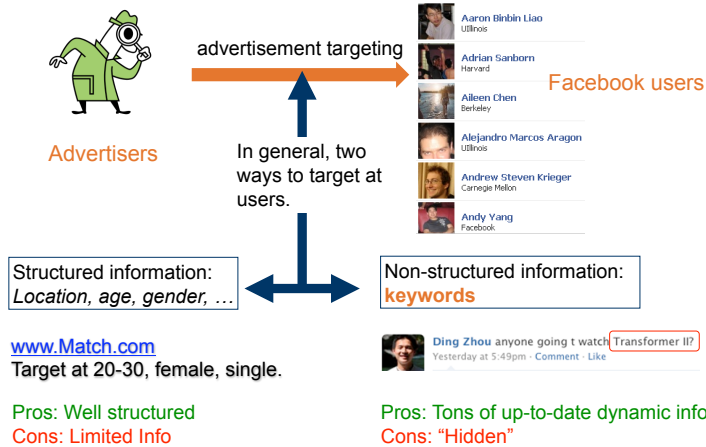 advertisement targeting
Aaron Binbin Liao
UIllinois
Adrian Sanborn
Harvard
Aileen Chen
Berkeley
Alejandro Marcos Aragon
UIllinois
Andrew Steven Krieger
Carnegie Mellon
Andy Yang
Facebook
Facebook users
Advertisers
In general, two
ways to target at
users.
Structured information:
Location, age, gender, …
Non-structured information:
keywords
www.Match.com
Target at 20-30, female, single.
Ding Zhou anyone going t watch Transformer II?
Yesterday at 5:49pm · Comment · Like
Pros: Well structured
Cons: Limited Info
Pros: Tons of up-to-date dynamic info
Cons: “Hidden”